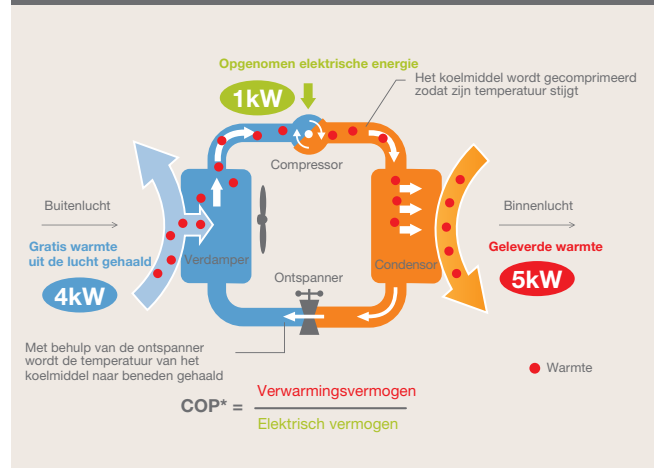 Opgenomen elektrische energie
1kW
Het koelmiddel wordt gecomprimeerd
zodat zijn temperatuur stijgt
Compressor
Buitenlucht
Gratis warmte
uit de lucht gehaald
4kW
Verdamper
Ontspanner
Condensor
Binnenlucht
Geleverde warmte
5kW
Met behulp van de ontspanner
wordt de temperatuur van het
koelmiddel naar beneden gehaald
Warmte
COP* =
Verwarmingsvermogen
Elektrisch vermogen